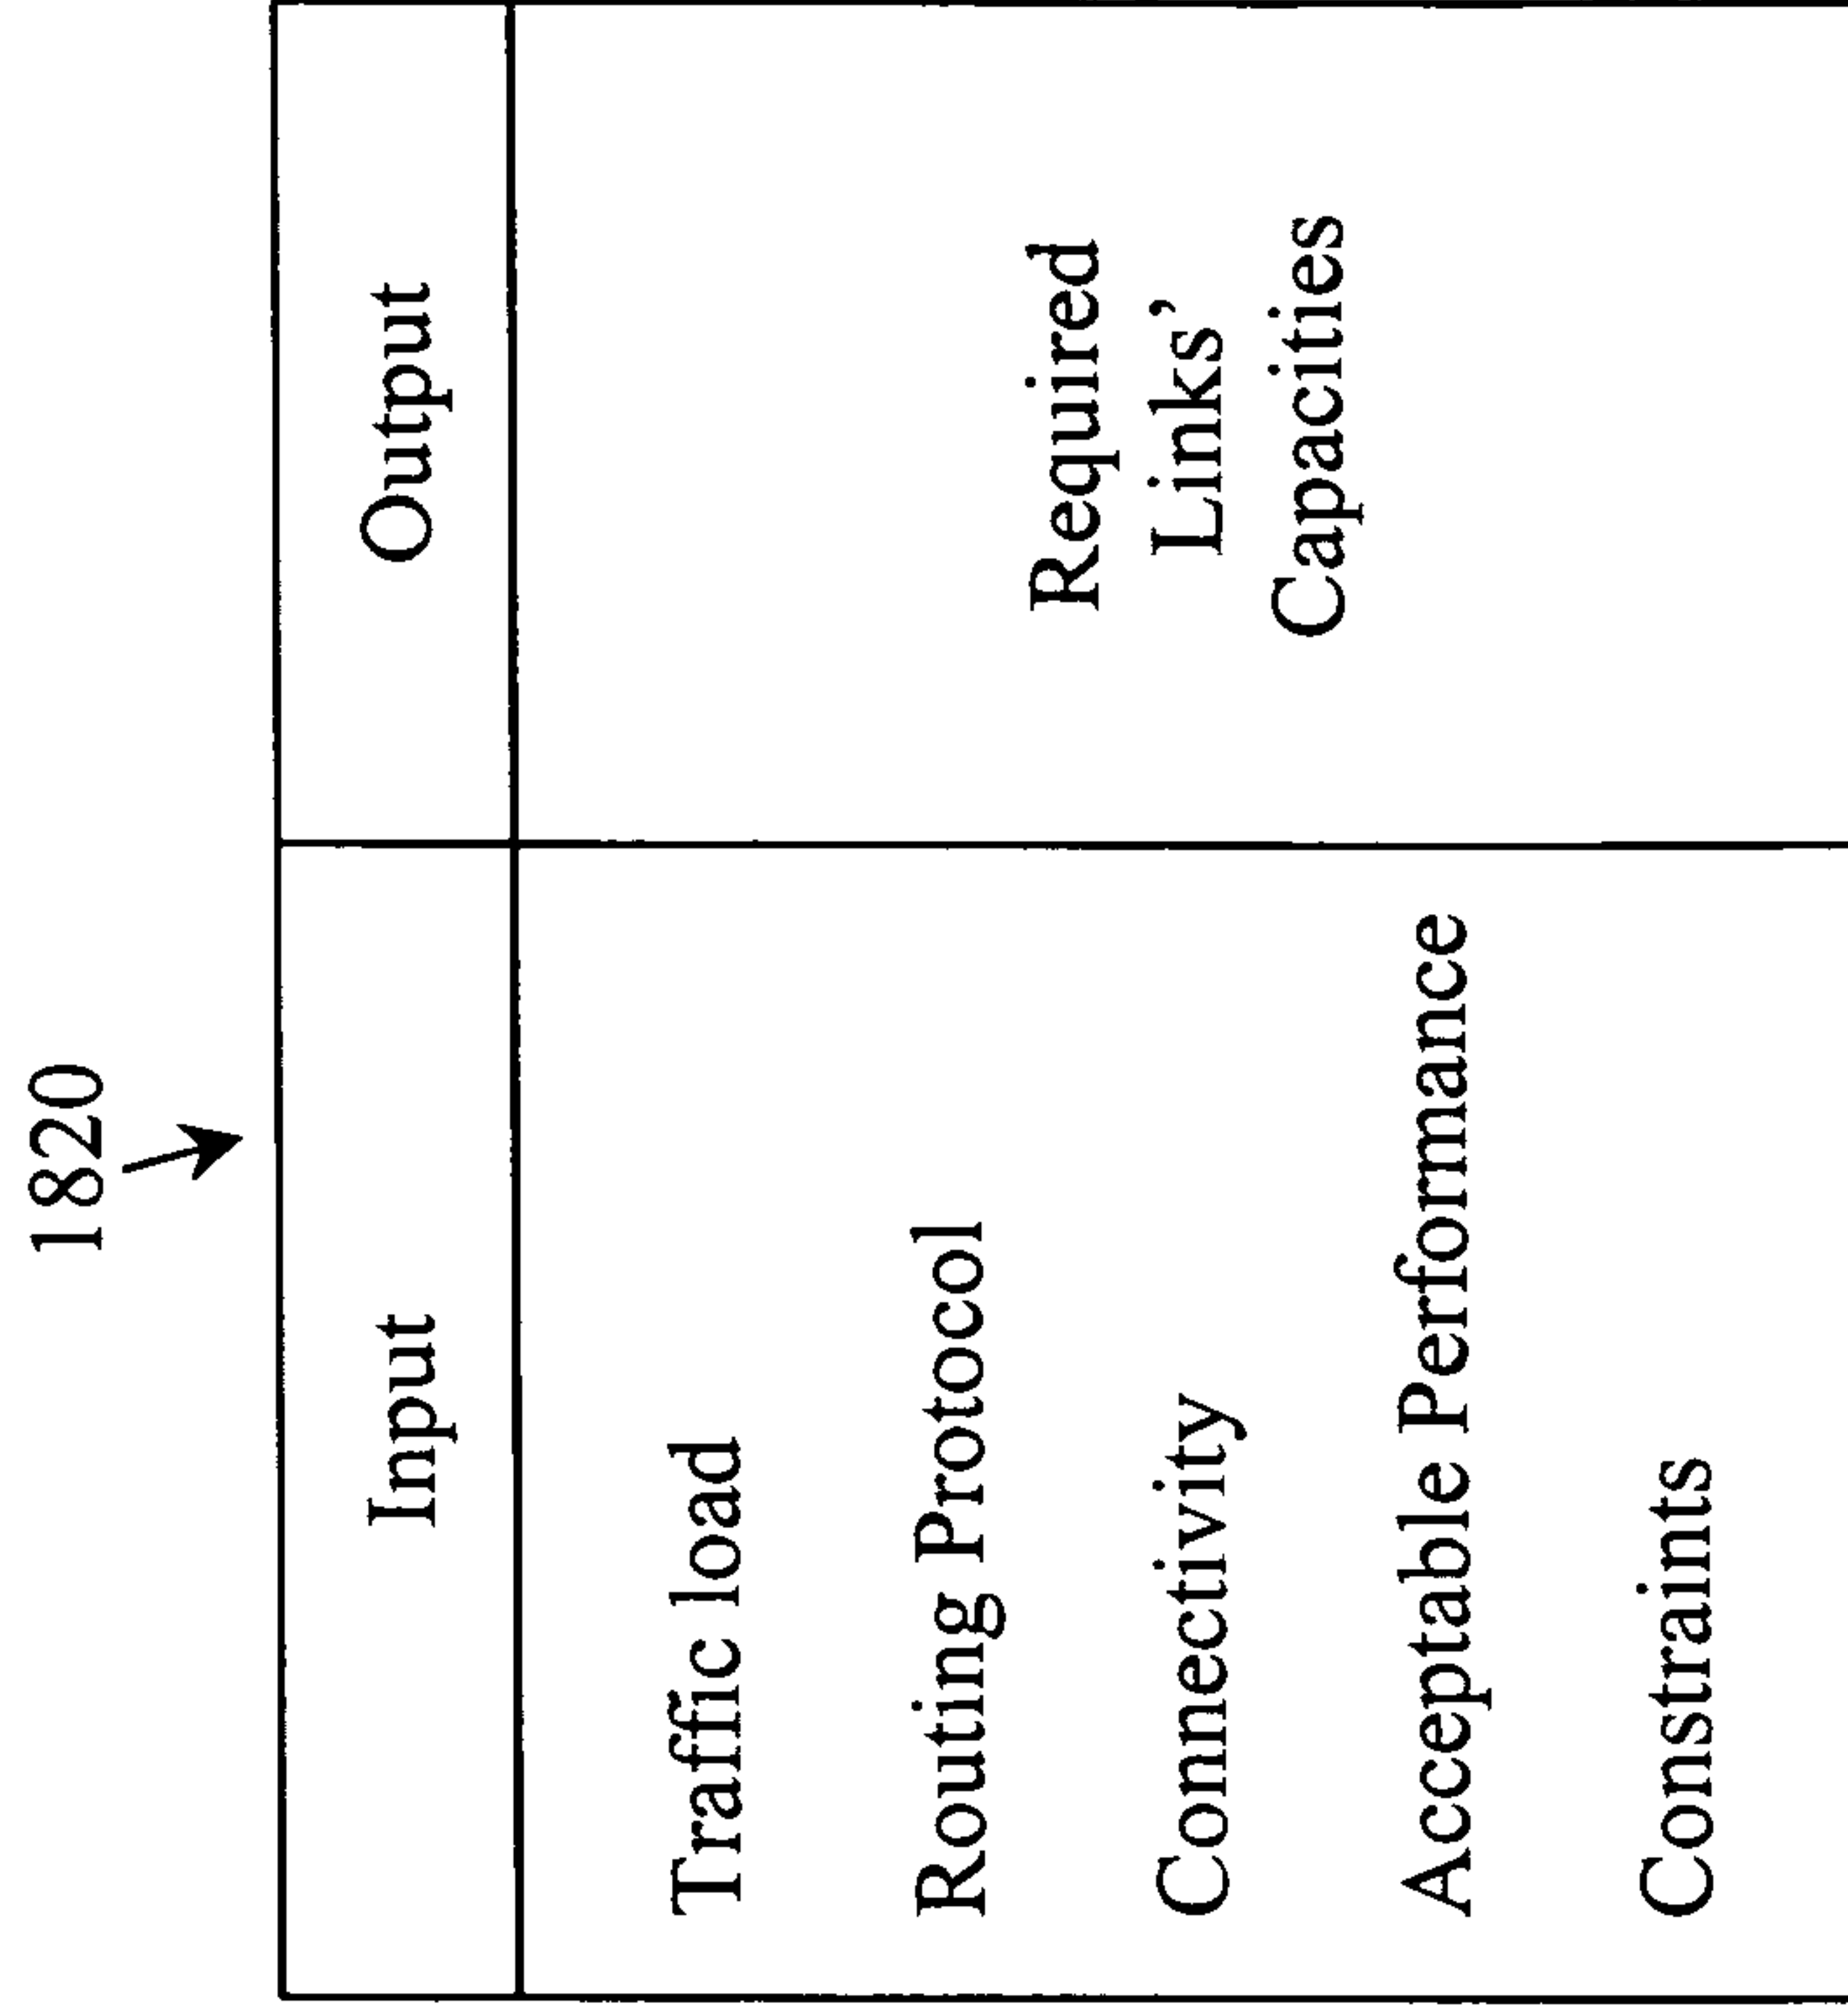 1820
Input
Output
Traffic load
Routing Protocol
Connectivity
Acceptable Performance
Constraints
Required
Links’
Capacities